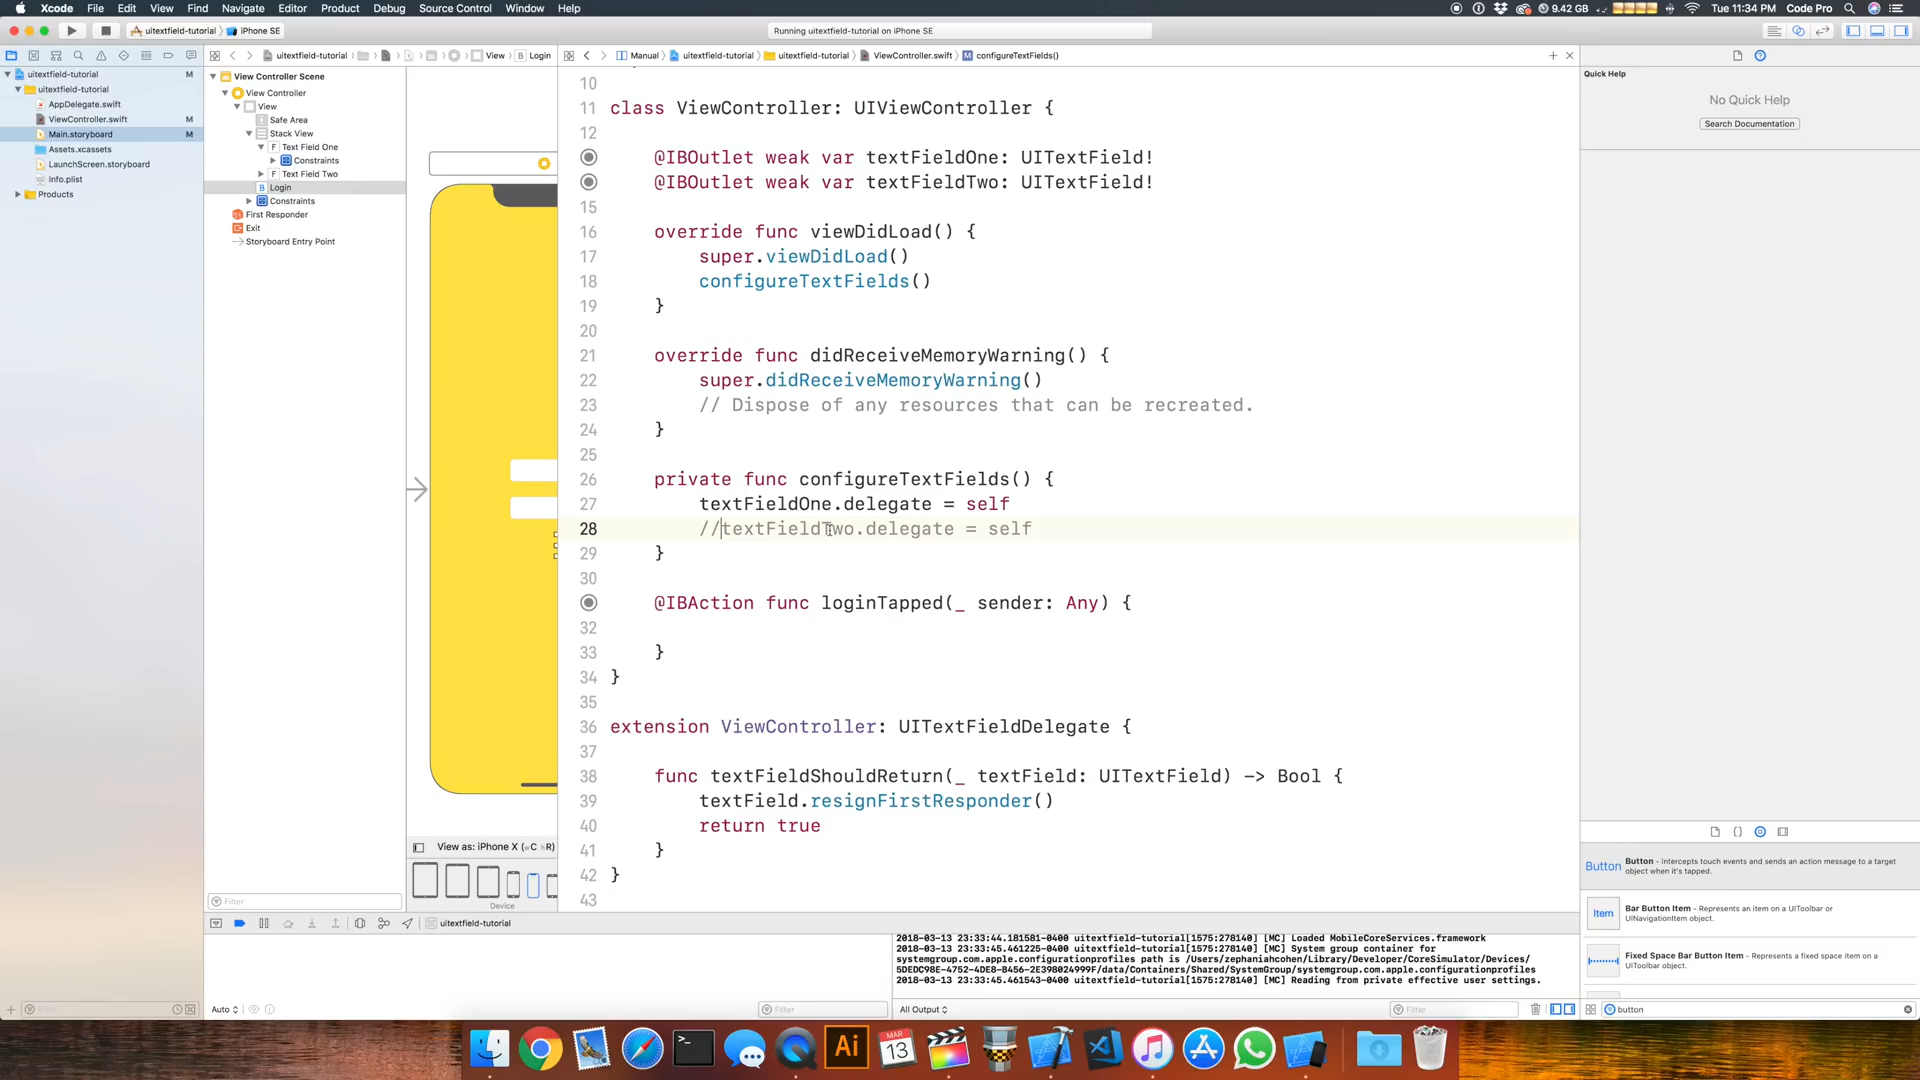 Xcode File Edit View Find Navigate Editor Product Debug Source Control Window Help
9.42 GB Tue 11:34 PM Code Pro
uitextfield-tutorial iPhone SE
Running uitextfield-tutorial on iPhone SE
uitextfield-tutorial View B Login
Manual uitextfield-tutorial uitextfield-tutorial ViewController.swift M configureTextFields()
uitextfield-tutorial M
uitextfield-tutorial
AppDelegate.swift
ViewController.swift M
Main.storyboard M
Assets.xcassets
LaunchScreen.storyboard
Info.plist
Products
View Controller Scene
View Controller
View
Safe Area
Stack View
F Text Field One
Constraints
F Text Field Two
B Login
Constraints
First Responder
Exit
Storyboard Entry Point
10
11 class ViewController: UIViewController {
12
@IBOutlet weak var textFieldOne: UITextField!
@IBOutlet weak var textFieldTwo: UITextField!
15
16 override func viewDidLoad() {
17 super.viewDidLoad()
18 configureTextFields()
19 }
20
21 override func didReceiveMemoryWarning() {
22 super.didReceiveMemoryWarning()
23 // Dispose of any resources that can be recreated.
24 }
25
26 private func configureTextFields() {
27 textFieldOne.delegate = self
28 //textFieldTwo.delegate = self
29 }
30
@IBAction func loginTapped(_ sender: Any) {
32
33 }
34 }
35
36 extension ViewController: UITextFieldDelegate {
37
38 func textFieldShouldReturn(_ textField: UITextField) -> Bool {
39 textField.resignFirstResponder()
40 return true
41 }
42 }
43
Quick Help
No Quick Help
Search Documentation
View as: iPhone X (wC hR)
Device
Filter
uitextfield-tutorial
2018-03-13 23:33:44.181581-0400 uitextfield-tutorial[1575:278140] [MC] Loaded MobileCoreServices.framework
2018-03-13 23:33:45.461225-0400 uitextfield-tutorial[1575:278140] [MC] System group container for
systemgroup.com.apple.configurationprofiles path is /Users/zephaniahcohen/Library/Developer/CoreSimulator/Devices/
5DEDC98E-4752-4DE8-B456-2E398024999F/data/Containers/Shared/SystemGroup/systemgroup.com.apple.configurationprofiles
2018-03-13 23:33:45.461543-0400 uitextfield-tutorial[1575:278140] [MC] Reading from private effective user settings.
Filter
Auto
Filter
All Output
Filter
Button
Button - Intercepts touch events and sends an action message to a target
object when it's tapped.
Item
Bar Button Item - Represents an item on a UIToolbar or
UINavigationItem object.
Fixed Space Bar Button Item - Represents a fixed space item on a
UIToolbar object.
button
Ai
MAR
13